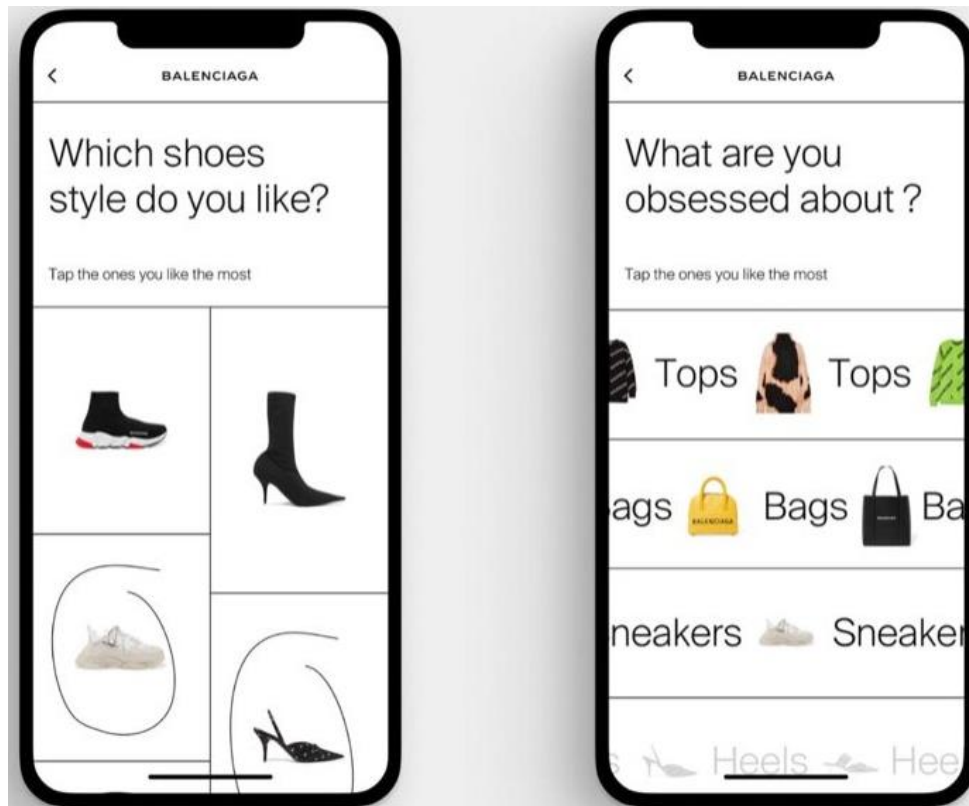 BALENCIAGA
Which shoes
style do you like?
Tap the ones you like the most
BALENCIAGA
What are you
obsessed about ?
Tap the ones you like the most
Tops Tops
ags BALENCIAGA Bags Ba
neakers Sneaker
s Heels Hee